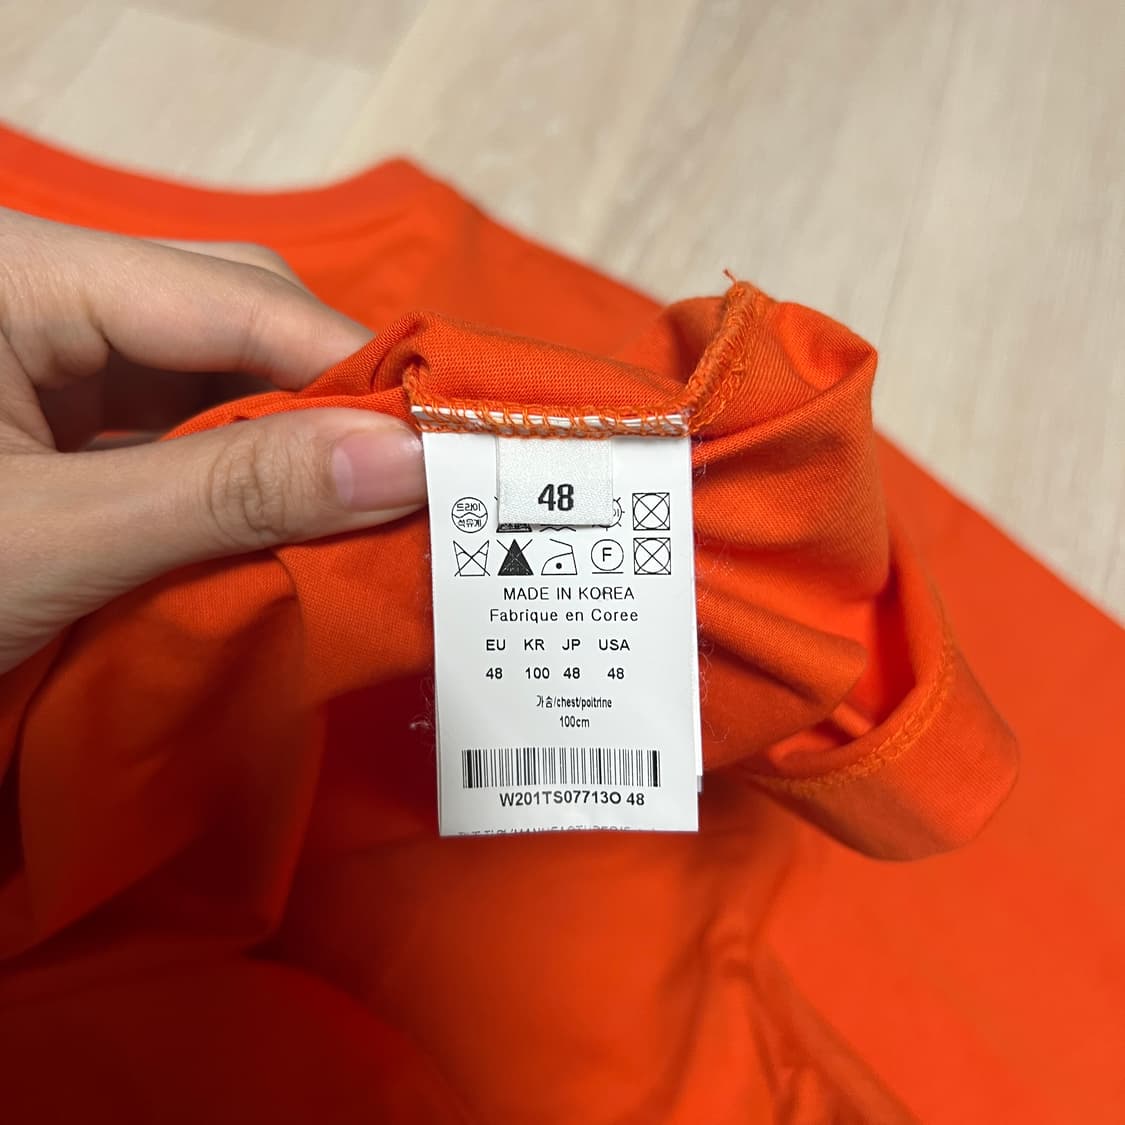 48
드라이
석유계
F
MADE IN KOREA
Fabrique en Coree
EU KR JP USA
48 100 48 48
가슴/chest/poitrine
100cm
W201TS07713O 48